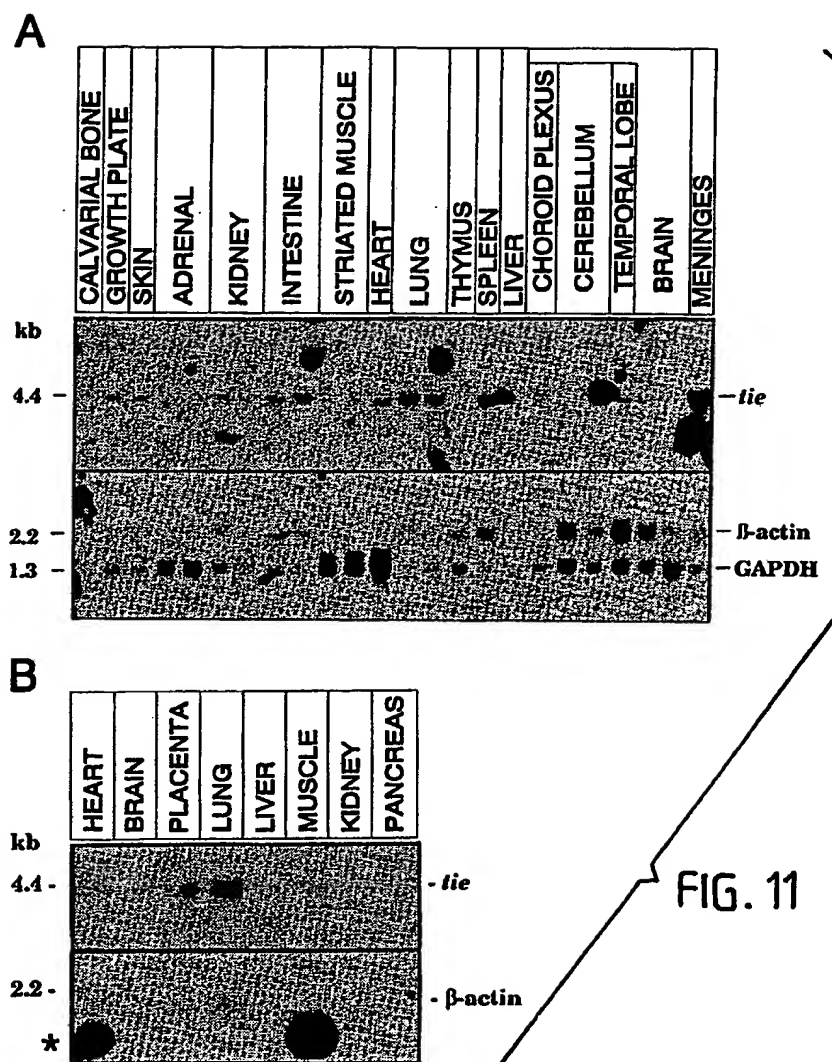 A
CALVARIAL BONE
GROWTH PLATE
SKIN
ADRENAL
KIDNEY
INTESTINE
STRIATED MUSCLE
HEART
LUNG
THYMUS
SPLEEN
LIVER
CHOROID PLEXUS
CEREBELLUM
TEMPORAL LOBE
BRAIN
MENINGES
kb
4.4 – – tie
2.2 – – β-actin
1.3 – – GAPDH
B
HEART
BRAIN
PLACENTA
LUNG
LIVER
MUSCLE
KIDNEY
PANCREAS
kb
4.4 - - tie
FIG. 11
2.2 - - β-actin
*